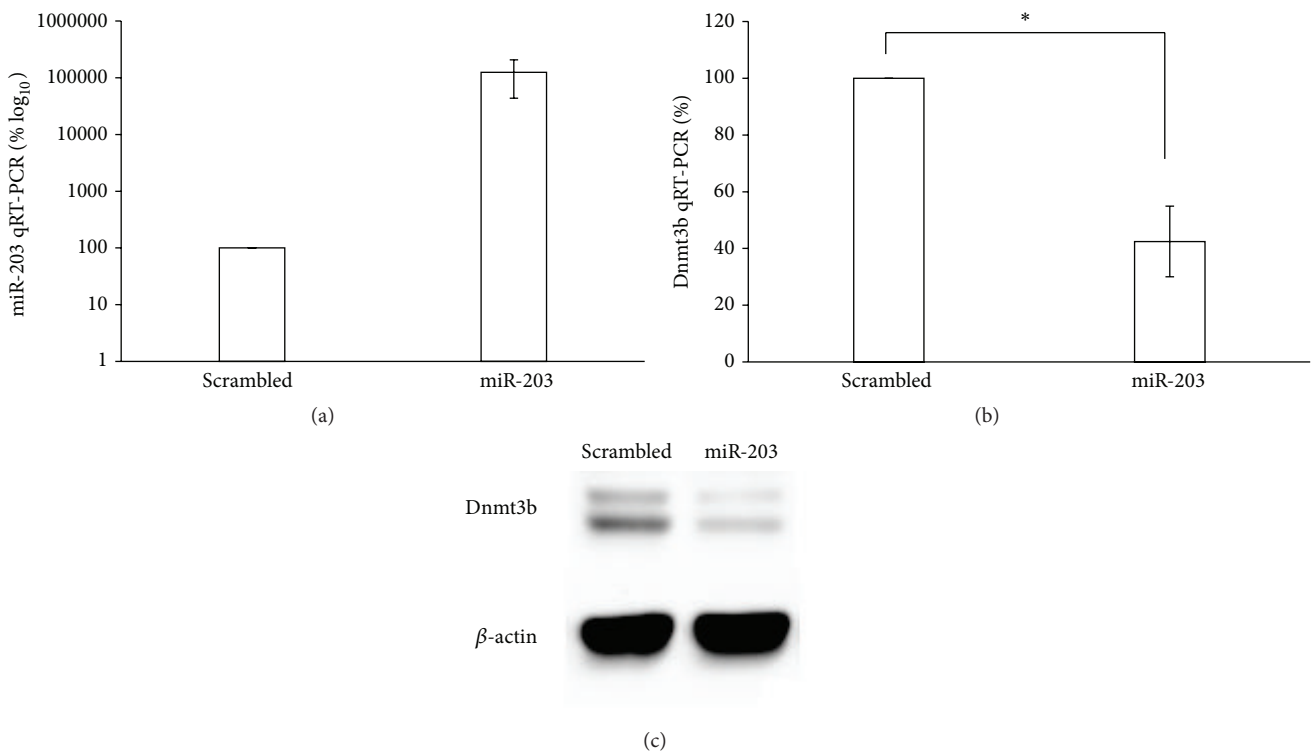 1000000
100000
10000
1000
100
10
1
miR-203 qRT-PCR (% log10)
Scrambled miR-203
(a)
120
100
80
60
40
20
0
Dnmt3b qRT-PCR (%)
*
Scrambled miR-203
(b)
Scrambled miR-203
Dnmt3b
β-actin
(c)